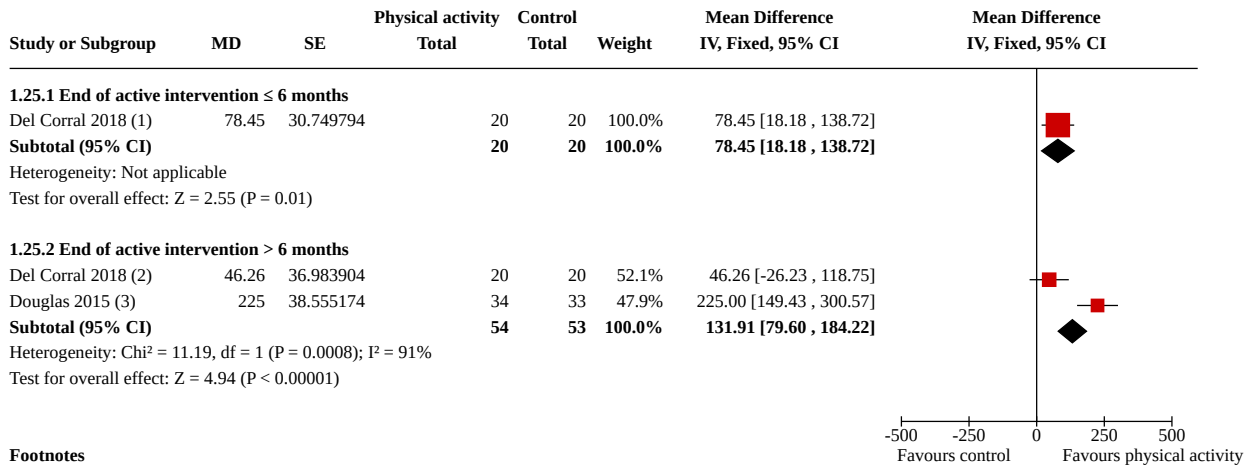 Physical activity Control Mean Difference Mean Difference
Study or Subgroup MD SE Total Total Weight IV, Fixed, 95% CI IV, Fixed, 95% CI
1.25.1 End of active intervention ≤ 6 months
Del Corral 2018 (1) 78.45 30.749794 20 20 100.0% 78.45 [18.18 , 138.72]
Subtotal (95% CI) 20 20 100.0% 78.45 [18.18 , 138.72]
Heterogeneity: Not applicable
Test for overall effect: Z = 2.55 (P = 0.01)
1.25.2 End of active intervention > 6 months
Del Corral 2018 (2) 46.26 36.983904 20 20 52.1% 46.26 [-26.23 , 118.75]
Douglas 2015 (3) 225 38.555174 34 33 47.9% 225.00 [149.43 , 300.57]
Subtotal (95% CI) 54 53 100.0% 131.91 [79.60 , 184.22]
Heterogeneity: Chi² = 11.19, df = 1 (P = 0.0008); I² = 91%
Test for overall effect: Z = 4.94 (P < 0.00001)
-500 -250 0 250 500
Footnotes Favours control Favours physical activity